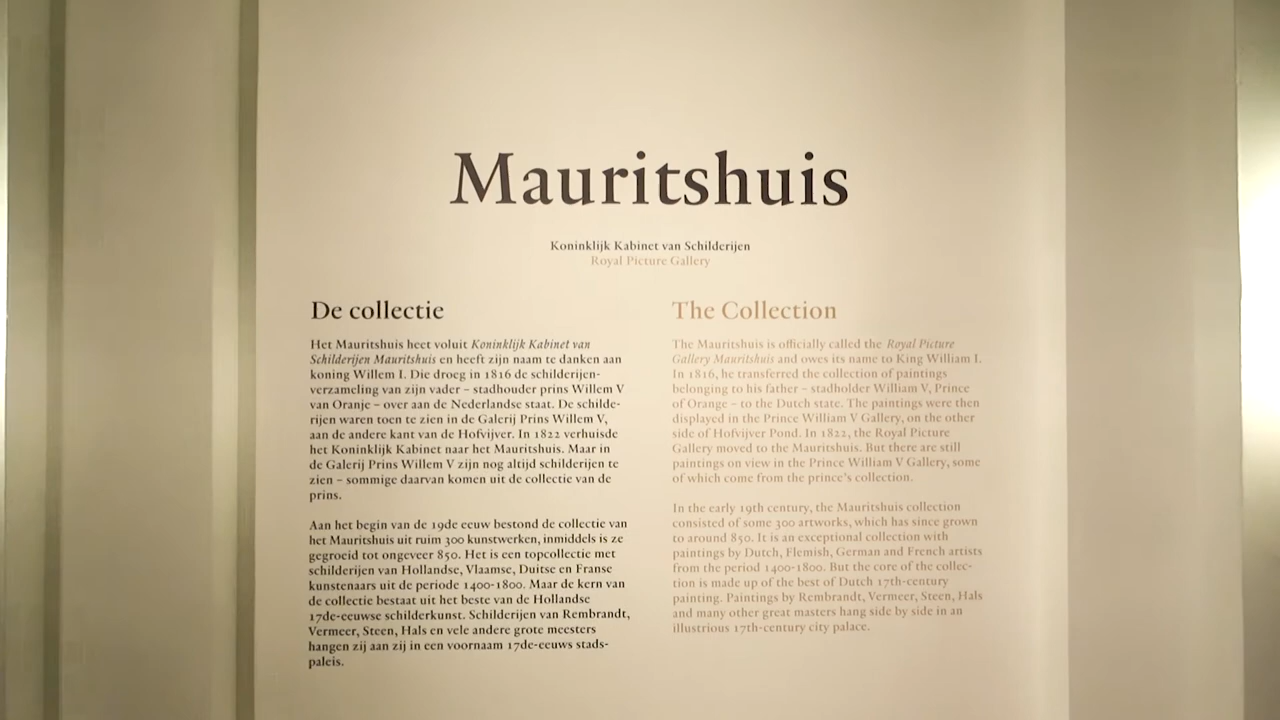 Mauritshuis
Koninklijk Kabinet van Schilderijen
Royal Picture Gallery
De collectie
Het Mauritshuis heet voluit Koninklijk Kabinet van
Schilderijen Mauritshuis en heeft zijn naam te danken aan
koning Willem I. Die droeg in 1816 de schilderijen-
verzameling van zijn vader – stadhouder prins Willem V
van Oranje – over aan de Nederlandse staat. De schilde-
rijen waren toen te zien in de Galerij Prins Willem V,
aan de andere kant van de Hofvijver. In 1822 verhuisde
het Koninklijk Kabinet naar het Mauritshuis. Maar in
de Galerij Prins Willem V zijn nog altijd schilderijen te
zien – sommige daarvan komen uit de collectie van de
prins.
Aan het begin van de 19de eeuw bestond de collectie van
het Mauritshuis uit ruim 300 kunstwerken, inmiddels is ze
gegroeid tot ongeveer 850. Het is een topcollectie met
schilderijen van Hollandse, Vlaamse, Duitse en Franse
kunstenaars uit de periode 1400-1800. Maar de kern van
de collectie bestaat uit het beste van de Hollandse
17de-eeuwse schilderkunst. Schilderijen van Rembrandt,
Vermeer, Steen, Hals en vele andere grote meesters
hangen zij aan zij in een voornaam 17de-eeuws stads-
paleis.
The Collection
The Mauritshuis is officially called the Royal Picture
Gallery Mauritshuis and owes its name to King William I.
In 1816, he transferred the collection of paintings
belonging to his father – stadholder William V, Prince
of Orange – to the Dutch state. The paintings were then
displayed in the Prince William V Gallery, on the other
side of Hofvijver Pond. In 1822, the Royal Picture
Gallery moved to the Mauritshuis. But there are still
paintings on view in the Prince William V Gallery, some
of which come from the prince's collection.
In the early 19th century, the Mauritshuis collection
consisted of some 300 artworks, which has since grown
to around 850. It is an exceptional collection with
paintings by Dutch, Flemish, German and French artists
from the period 1400-1800. But the core of the collec-
tion is made up of the best of Dutch 17th-century
painting. Paintings by Rembrandt, Vermeer, Steen, Hals
and many other great masters hang side by side in an
illustrious 17th-century city palace.